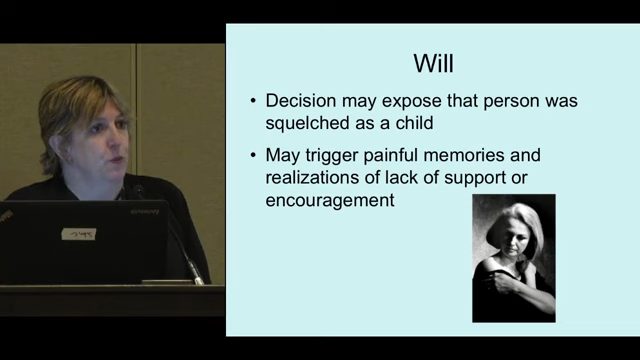 Will
• Decision may expose that person was
squelched as a child
• May trigger painful memories and
realizations of lack of support or
encouragement